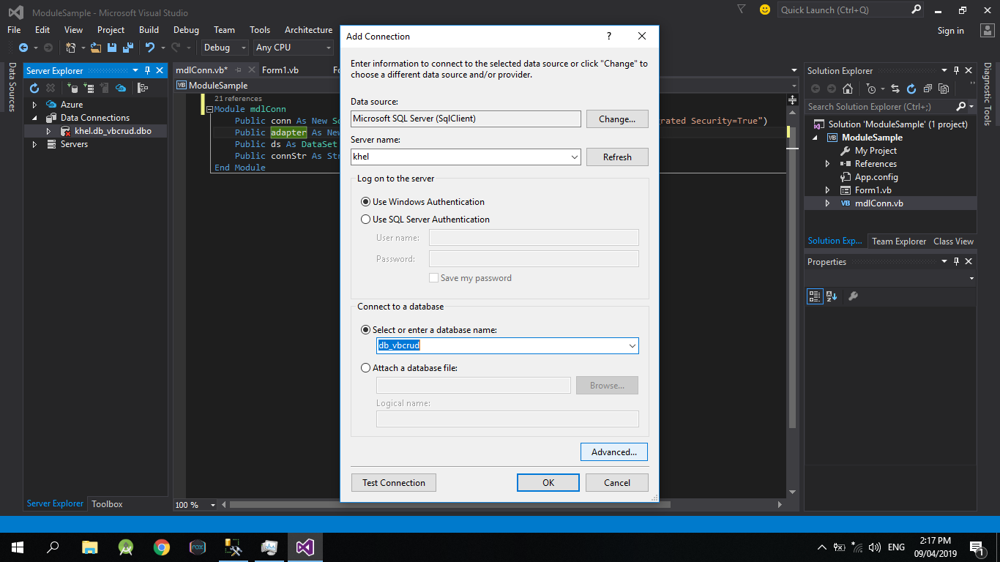 ModuleSample - Microsoft Visual Studio
Quick Launch (Ctrl+Q)
File Edit View Project Build Debug Team Tools Architecture
Sign in
Debug Any CPU
Data Sources
Server Explorer
Azure
Data Connections
khel.db_vbcrud.dbo
Servers
Server Explorer Toolbox
mdlConn.vb* Form1.vb
ModuleSample
21 references
Module mdlConn
Public conn As New grated Security=True")
Public adapter As New
Public ds As DataSet
Public connStr As
End Module
100 %
Add Connection
?
Enter information to connect to the selected data source or click "Change" to
choose a different data source and/or provider.
Data source:
Microsoft SQL Server (SqlClient) Change...
Server name:
khel Refresh
Log on to the server
Use Windows Authentication
Use SQL Server Authentication
User name:
Password:
Save my password
Connect to a database
Select or enter a database name:
db_vbcrud
Attach a database file:
Browse...
Logical name:
Advanced...
Test Connection OK Cancel
Solution Explorer
Search Solution Explorer (Ctrl+;)
Solution 'ModuleSample' (1 project)
VB ModuleSample
My Project
References
App.config
Form1.vb
VB mdlConn.vb
Solution Exp... Team Explorer Class View
Properties
Diagnostic Tools
ENG
2:17 PM
09/04/2019
1